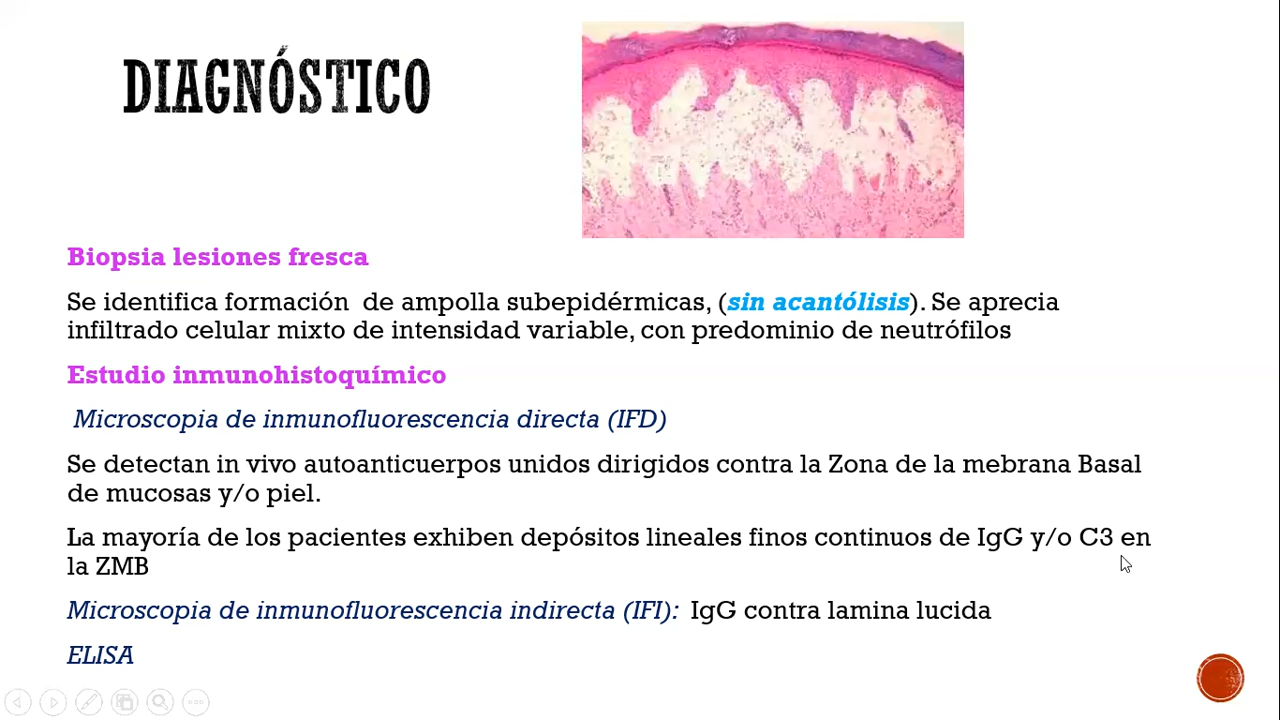 DIAGNÓSTICO
Biopsia lesiones fresca
Se identifica formación  de ampolla subepidérmicas, (sin acantólisis). Se aprecia
infiltrado celular mixto de intensidad variable, con predominio de neutrófilos
Estudio inmunohistoquímico
Microscopia de inmunofluorescencia directa (IFD)
Se detectan in vivo autoanticuerpos unidos dirigidos contra la Zona de la mebrana Basal
de mucosas y/o piel.
La mayoría de los pacientes exhiben depósitos lineales finos continuos de IgG y/o C3 en
la ZMB
Microscopia de inmunofluorescencia indirecta (IFI):  IgG contra lamina lucida
ELISA